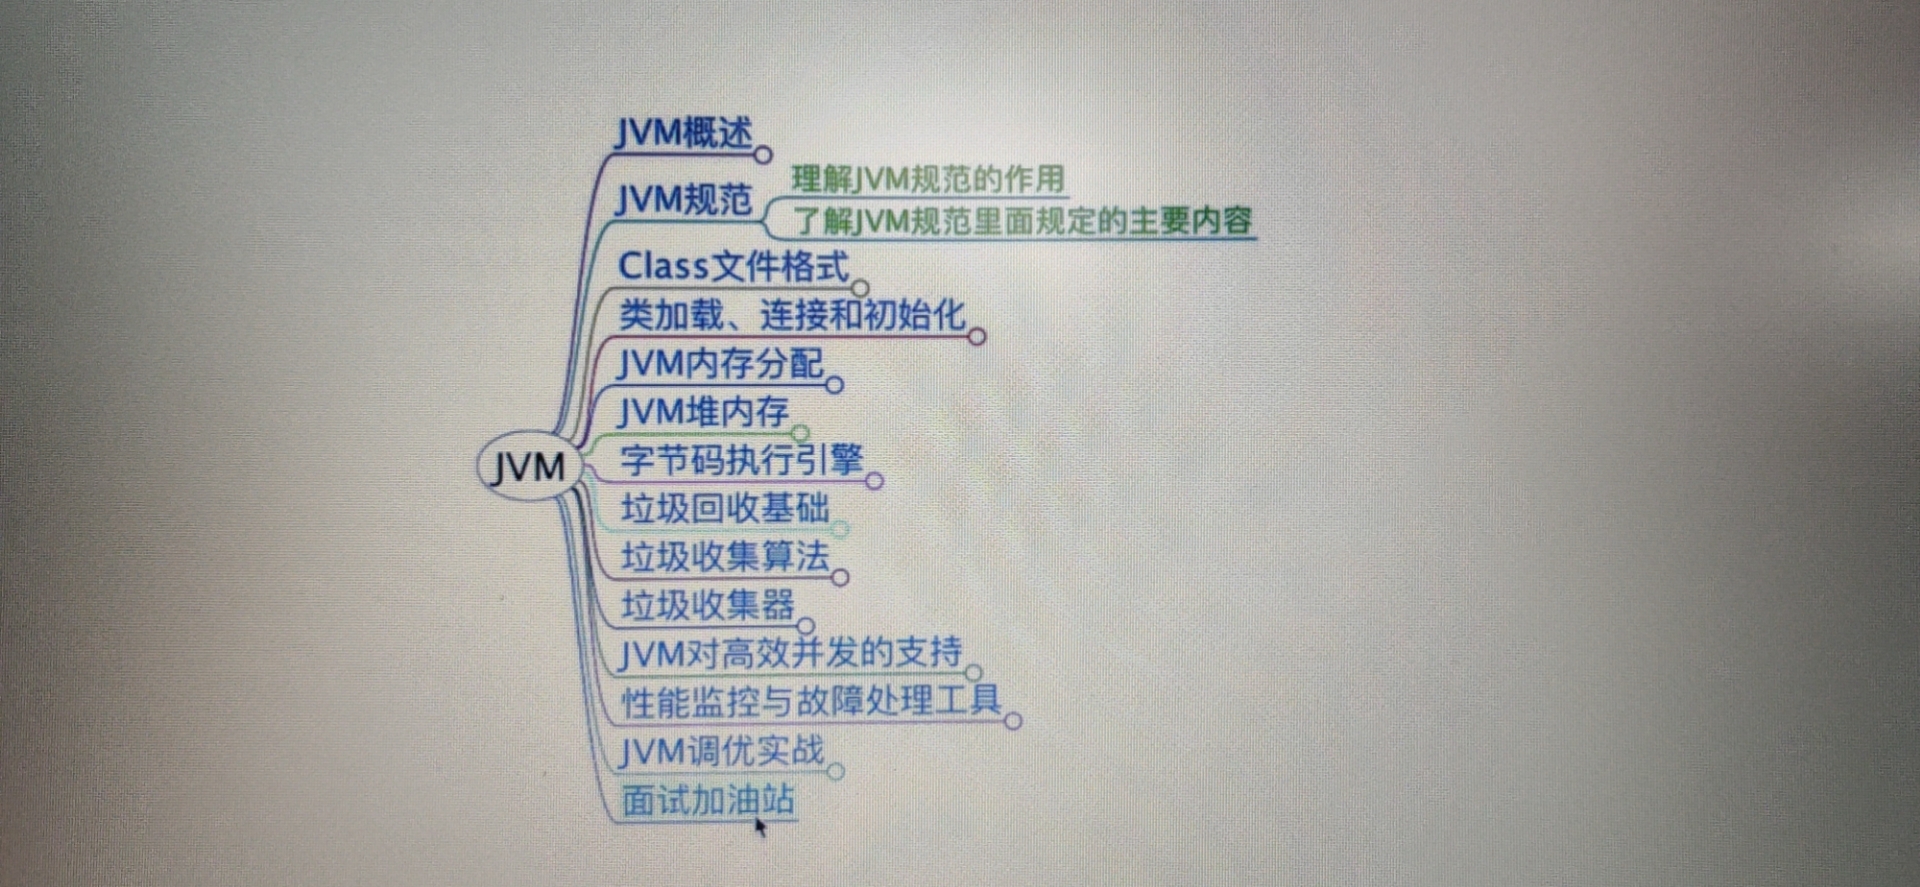 JVM概述
理解JVM规范的作用
JVM规范
了解JVM规范里面规定的主要内容
Class文件格式
类加载、连接和初始化
JVM内存分配
JVM堆内存
JVM
字节码执行引擎
垃圾回收基础
垃圾收集算法
垃圾收集器
JVM对高效并发的支持
性能监控与故障处理工具
JVM调优实战
面试加油站